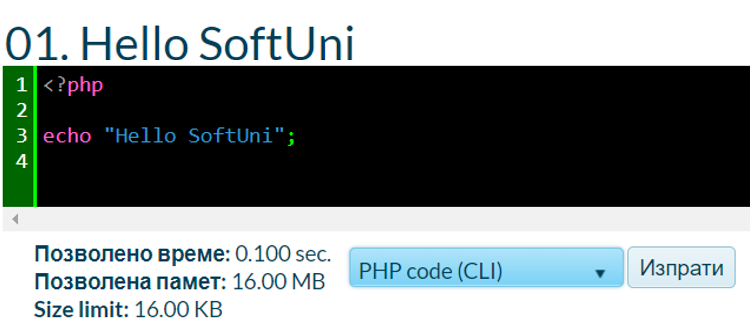 01. Hello SoftUni
1 <?php
2
3 echo "Hello SoftUni";
4
Позволено време: 0.100 sec.
Позволена памет: 16.00 MB
Size limit: 16.00 KB
PHP code (CLI)
Изпрати